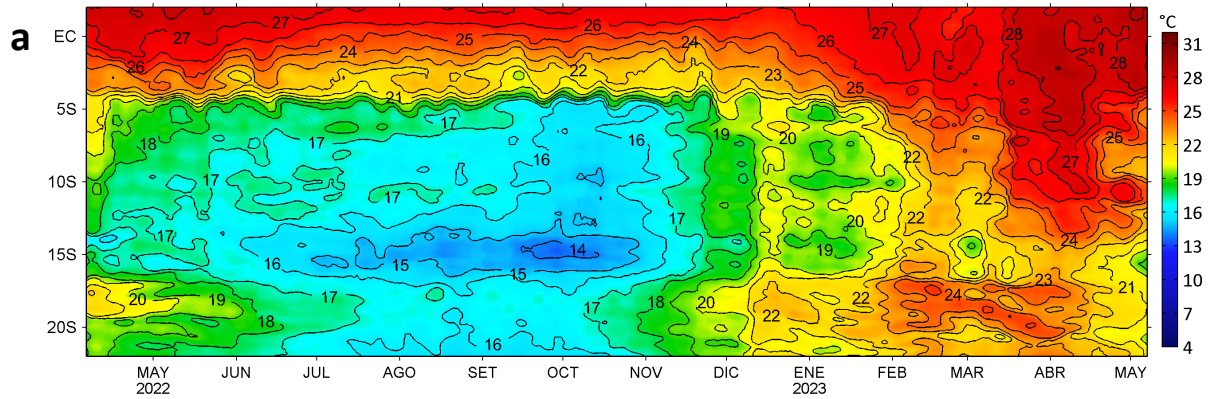 a
°C
EC
5S
10S
15S
20S
27 26 25 26 24 26 27 28
27 24 25 23 28
26 22 25
21
17 16 19 20 25
18 17 16 22 27
17 16
17 17 22 22
17 20 24
16 15 14 19 23
15 21
20 19 17 17 18 20 22 22 24
18 16
31
28
25
22
19
16
13
10
7
4
MAY JUN JUL AGO SET OCT NOV DIC ENE FEB MAR ABR MAY
2022 2023